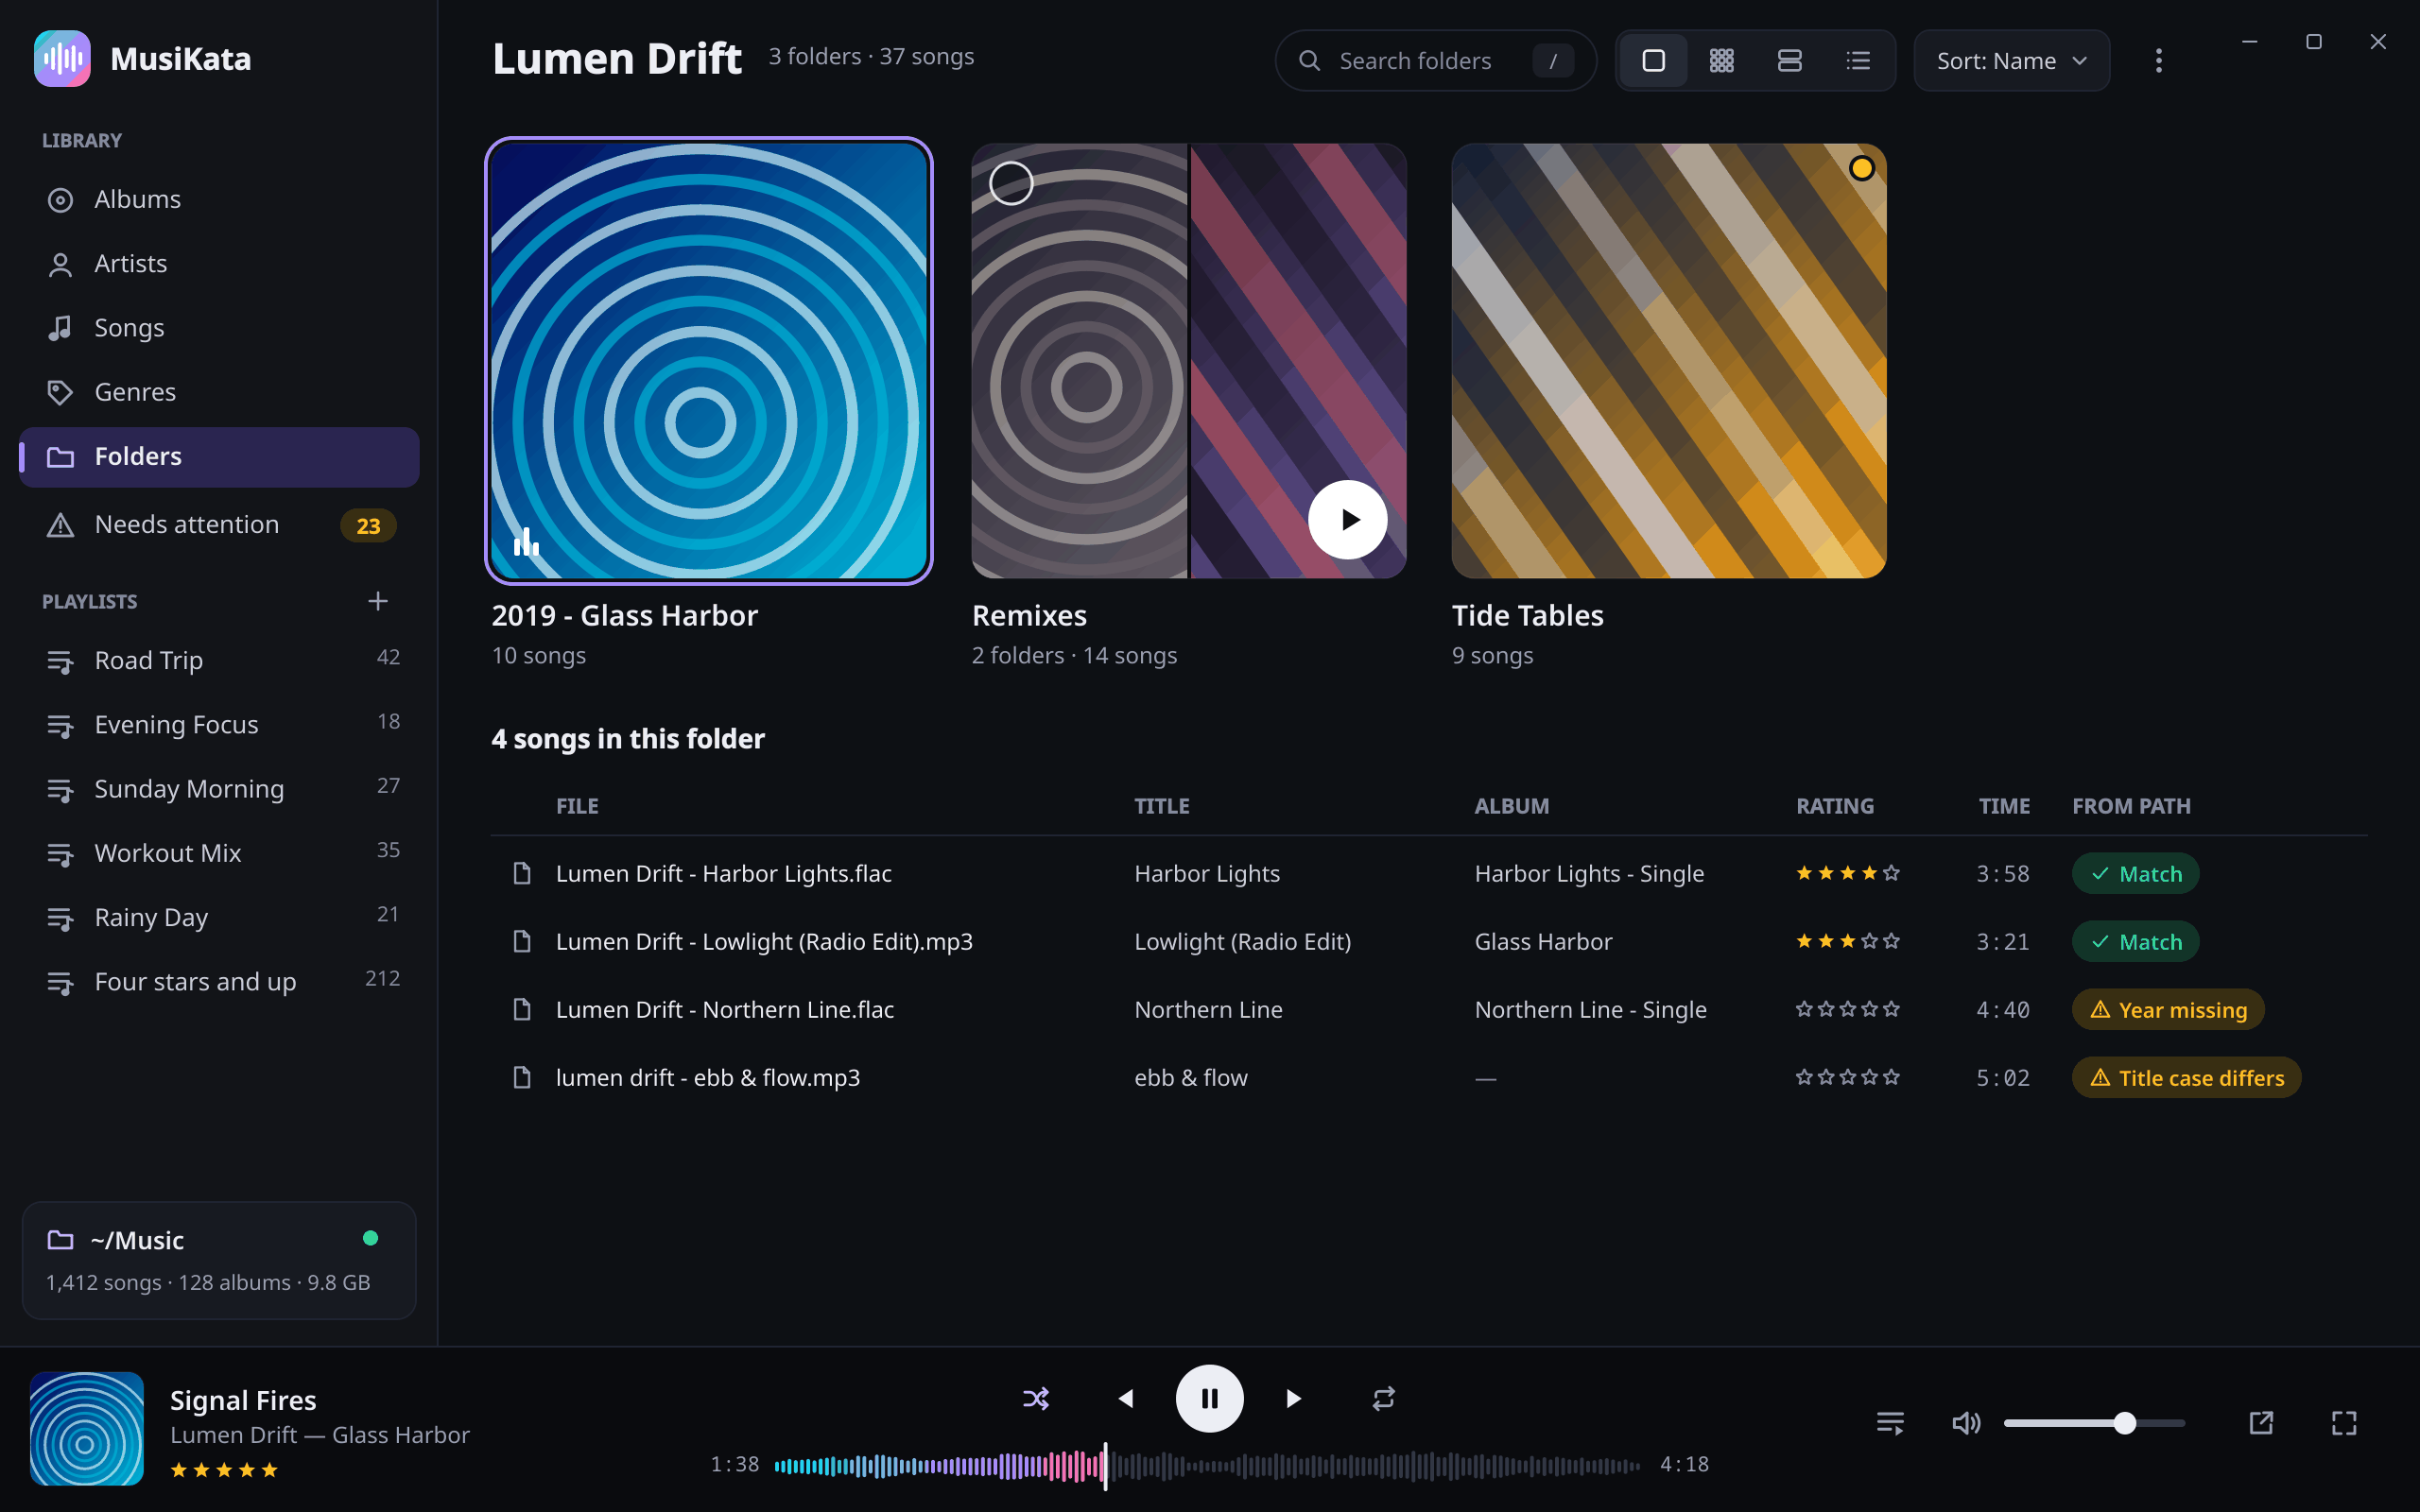 MusiKata
LIBRARY
Albums
Artists
Songs
Genres
Folders
Needs attention 23
PLAYLISTS
Road Trip 42
Evening Focus 18
Sunday Morning 27
Workout Mix 35
Rainy Day 21
Four stars and up 212
~/Music
1,412 songs · 128 albums · 9.8 GB
Lumen Drift 3 folders · 37 songs
Search folders /
Sort: Name
2019 - Glass Harbor
10 songs
Remixes
2 folders · 14 songs
Tide Tables
9 songs
4 songs in this folder
FILE TITLE ALBUM RATING TIME FROM PATH
Lumen Drift - Harbor Lights.flac Harbor Lights Harbor Lights - Single 3:58 Match
Lumen Drift - Lowlight (Radio Edit).mp3 Lowlight (Radio Edit) Glass Harbor 3:21 Match
Lumen Drift - Northern Line.flac Northern Line Northern Line - Single 4:40 Year missing
lumen drift - ebb & flow.mp3 ebb & flow — 5:02 Title case differs
Signal Fires
Lumen Drift — Glass Harbor
1:38
4:18